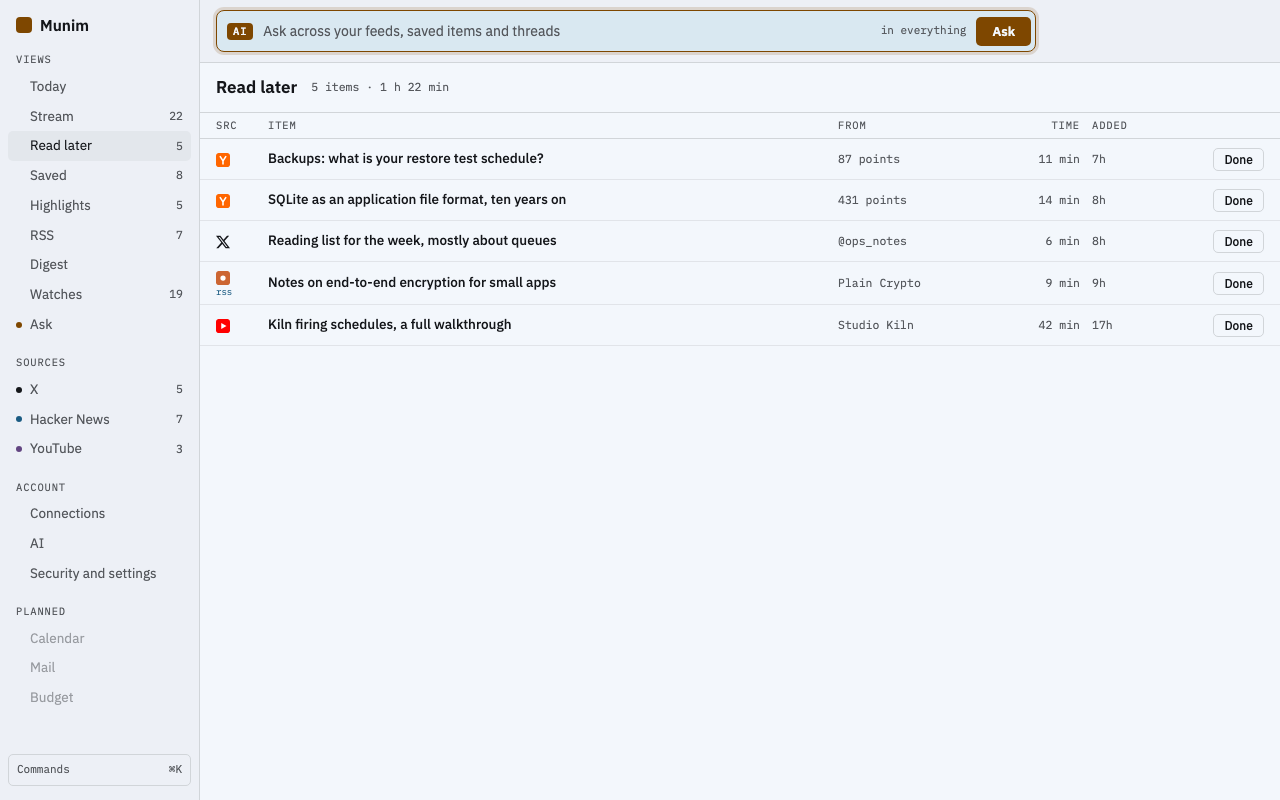 Munim
VIEWS
Today
Stream 22
Read later 5
Saved 8
Highlights 5
RSS 7
Digest
Watches 19
Ask
SOURCES
X 5
Hacker News 7
YouTube 3
ACCOUNT
Connections
AI
Security and settings
PLANNED
Calendar
Mail
Budget
Commands ⌘K
AI Ask across your feeds, saved items and threads in everything Ask
Read later 5 items · 1 h 22 min
SRC ITEM FROM TIME ADDED
Y Backups: what is your restore test schedule? 87 points 11 min 7h Done
Y SQLite as an application file format, ten years on 431 points 14 min 8h Done
X Reading list for the week, mostly about queues @ops_notes 6 min 8h Done
rss Notes on end-to-end encryption for small apps Plain Crypto 9 min 9h Done
Kiln firing schedules, a full walkthrough Studio Kiln 42 min 17h Done